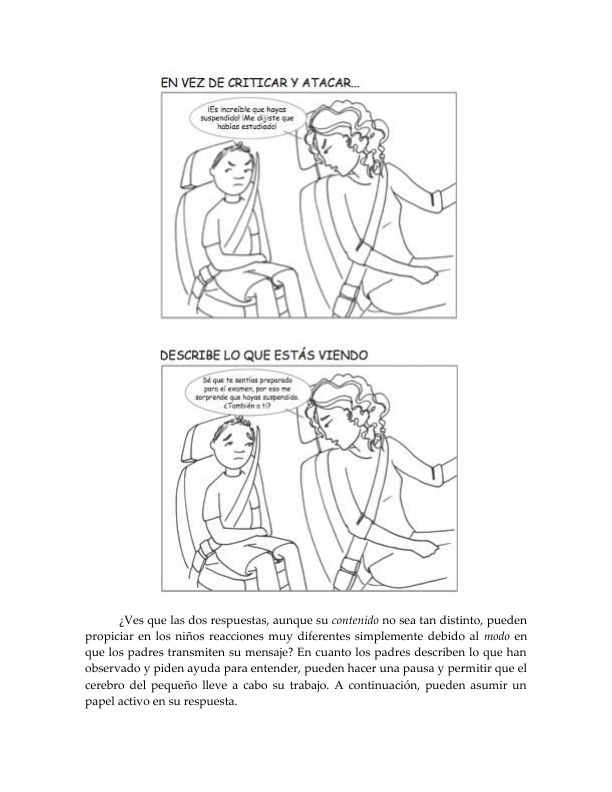 EN VEZ DE CRITICAR Y ATACAR...
¡Es increíble que hayas
suspendido! ¡Me dijiste que
habías estudiado!
DESCRIBE LO QUE ESTÁS VIENDO
Sé que te sentías preparado
para el examen, por eso me
sorprende que hayas suspendido.
¿También a ti?
¿Ves que las dos respuestas, aunque su contenido no sea tan distinto, pueden
propiciar en los niños reacciones muy diferentes simplemente debido al modo en
que los padres transmiten su mensaje? En cuanto los padres describen lo que han
observado y piden ayuda para entender, pueden hacer una pausa y permitir que el
cerebro del pequeño lleve a cabo su trabajo. A continuación, pueden asumir un
papel activo en su respuesta.